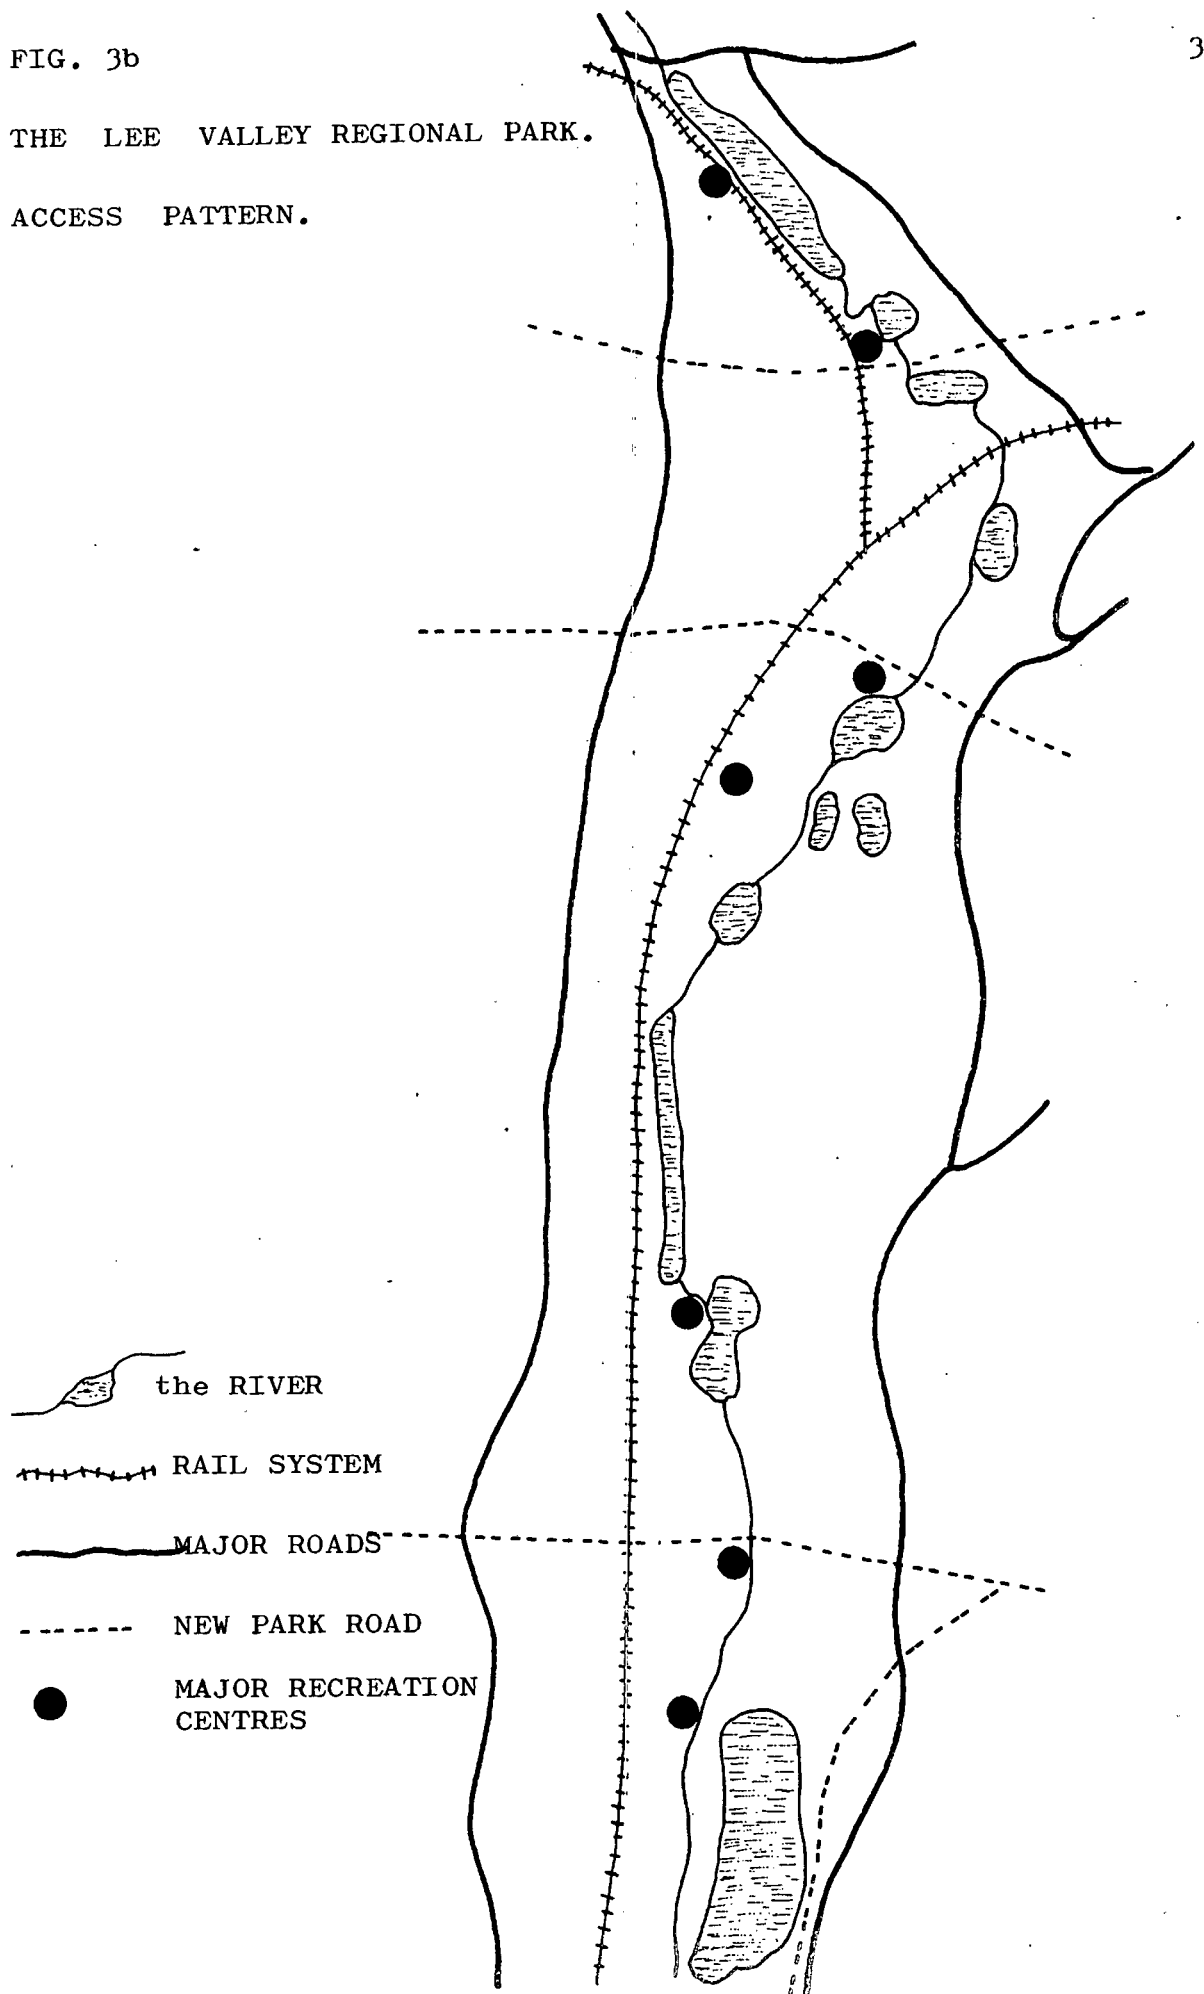 FIG. 3b
3
THE LEE VALLEY REGIONAL PARK.
ACCESS PATTERN.
the RIVER
RAIL SYSTEM
MAJOR ROADS
NEW PARK ROAD
MAJOR RECREATION
CENTRES